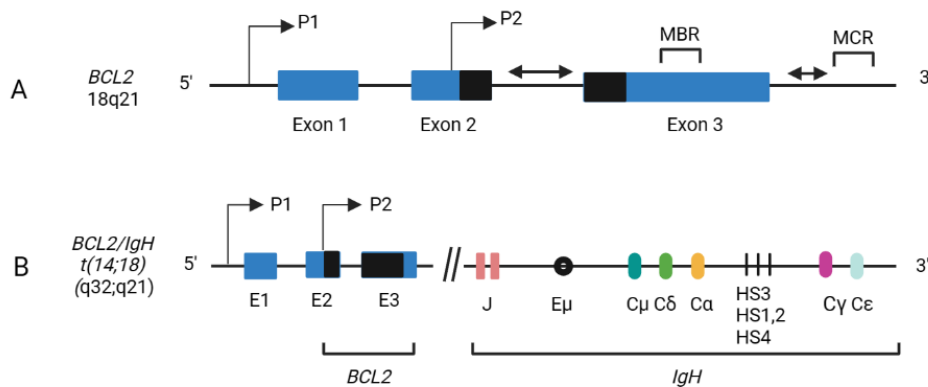 P1
P2
MBR
MCR
A
BCL2
18q21
5'
3'
Exon 1
Exon 2
Exon 3
P1
P2
B
BCL2/IgH
t(14;18)
(q32;q21)
5'
3'
E1
E2
E3
J
Eμ
Cμ
Cδ
Cα
HS3
HS1,2
HS4
Cγ
Cε
BCL2
IgH